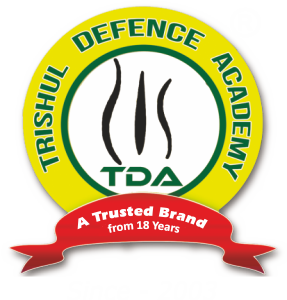 TRISHUL DEFENCE ACADEMY
TDA
A Trusted Brand
from 18 Years